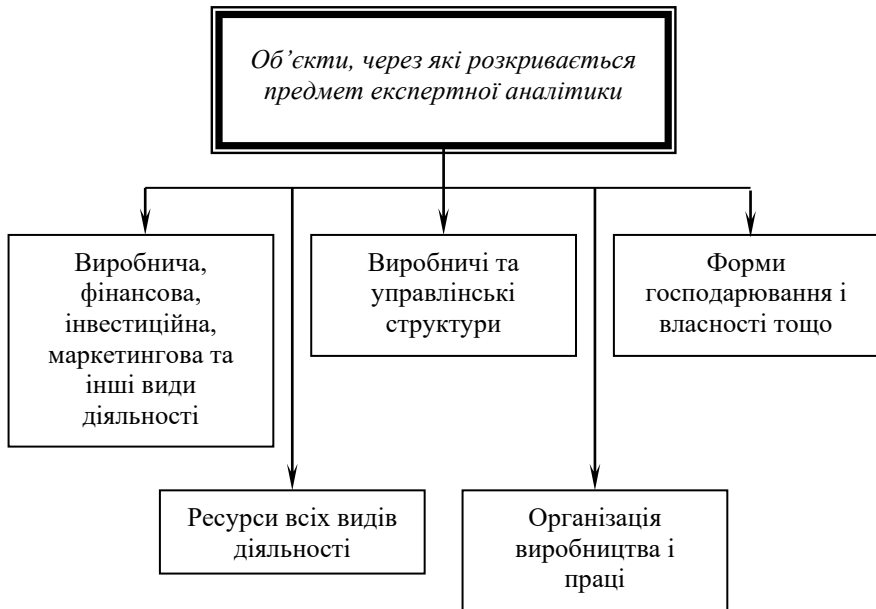 Об’єкти, через які розкривається
предмет експертної аналітики
Виробнича,
фінансова,
інвестиційна,
маркетингова та
інші види
діяльності
Виробничі та
управлінські
структури
Форми
господарювання і
власності тощо
Ресурси всіх видів
діяльності
Організація
виробництва і
праці